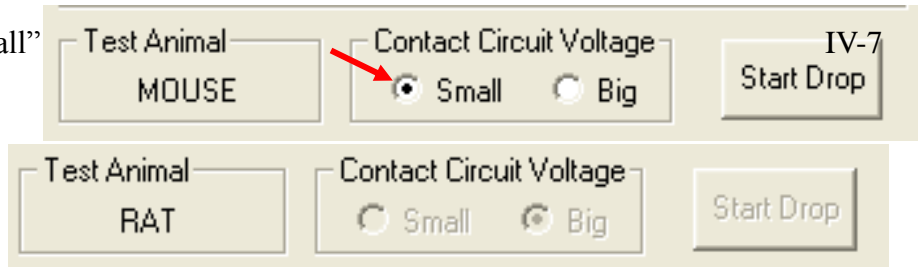 all”
Test Animal
Contact Circuit Voltage
IV-7
MOUSE
Small
Big
Start Drop
Test Animal
Contact Circuit Voltage
RAT
Small
Big
Start Drop